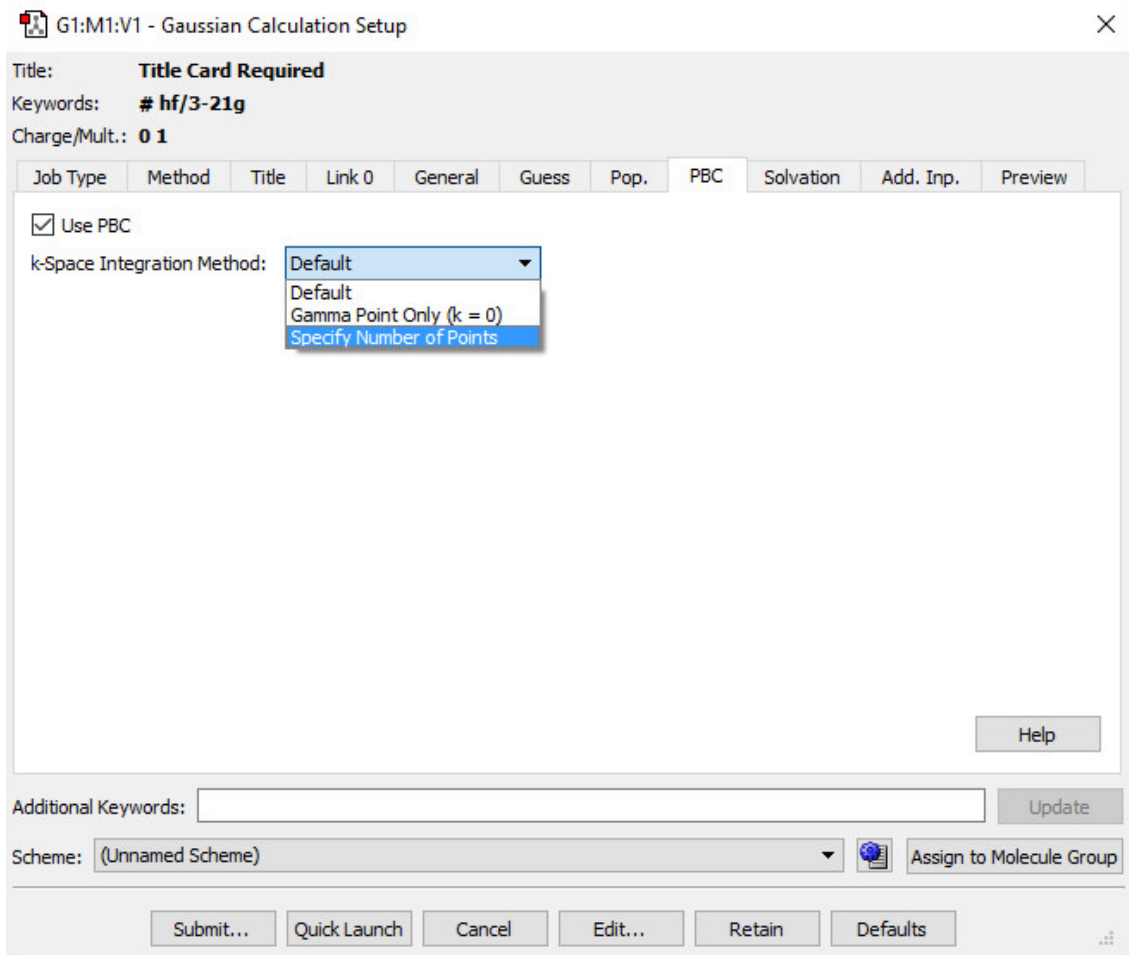 G1:M1:V1 - Gaussian Calculation Setup
Title: Title Card Required
Keywords: # hf/3-21g
Charge/Mult.: 0 1
Job Type Method Title Link 0 General Guess Pop. PBC Solvation Add. Inp. Preview
Use PBC
k-Space Integration Method: Default
Default
Gamma Point Only (k = 0)
Specify Number of Points
Help
Additional Keywords: Update
Scheme: (Unnamed Scheme) Assign to Molecule Group
Submit... Quick Launch Cancel Edit... Retain Defaults